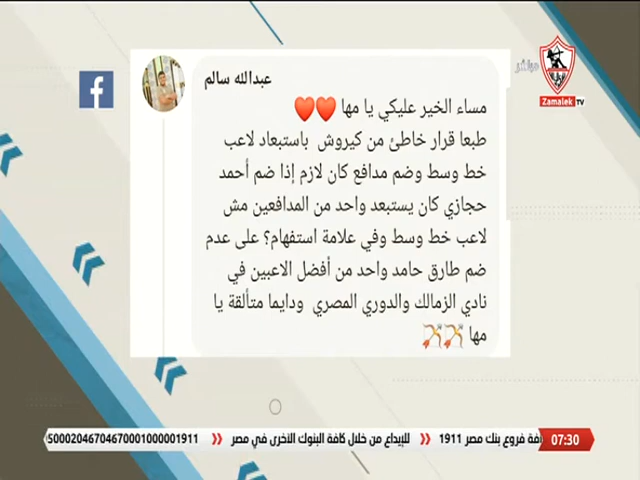 عبدالله سالم
مباشر
Zamalek TV
مساء الخير عليكي يا مها ❤️❤️
طبعا قرار خاطئ من كيروش باستبعاد لاعب
خط وسط وضم مدافع كان لازم إذا ضم أحمد
حجازي كان يستبعد واحد من المدافعين مش
لاعب خط وسط وفي علامة استفهام؟ على عدم
ضم طارق حامد واحد من أفضل الاعبين في
نادي الزمالك والدوري المصري ودايما متألقة يا
مها 🏹🏹
07:30
فة فروع بنك مصر 1911 للإيداع من خلال كافة البنوك الاخرى في مصر 5000204670467000100000191